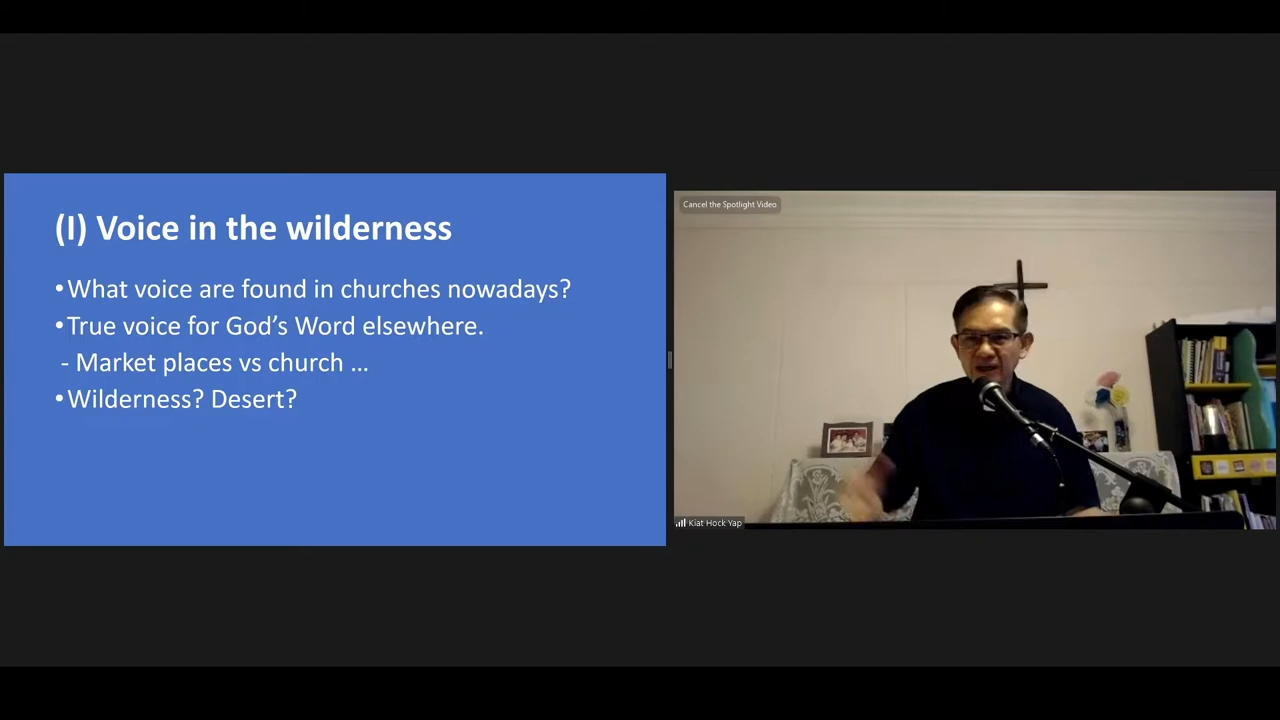 (I) Voice in the wilderness
•What voice are found in churches nowadays?
•True voice for God's Word elsewhere.
- Market places vs church …
•Wilderness? Desert?
Cancel the Spotlight Video
Kiat Hock Yap